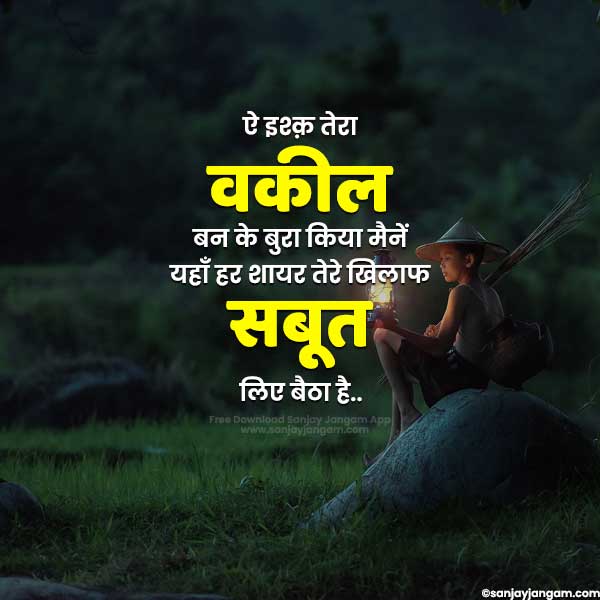 ऐ इश्क़ तेरा
वकील
बन के बुरा किया मैनें
यहाँ हर शायर तेरे खिलाफ
सबूत
लिए बैठा है..
Free Download Sanjay Jangam App
www.sanjayjangam.com
©sanjayjangam.com